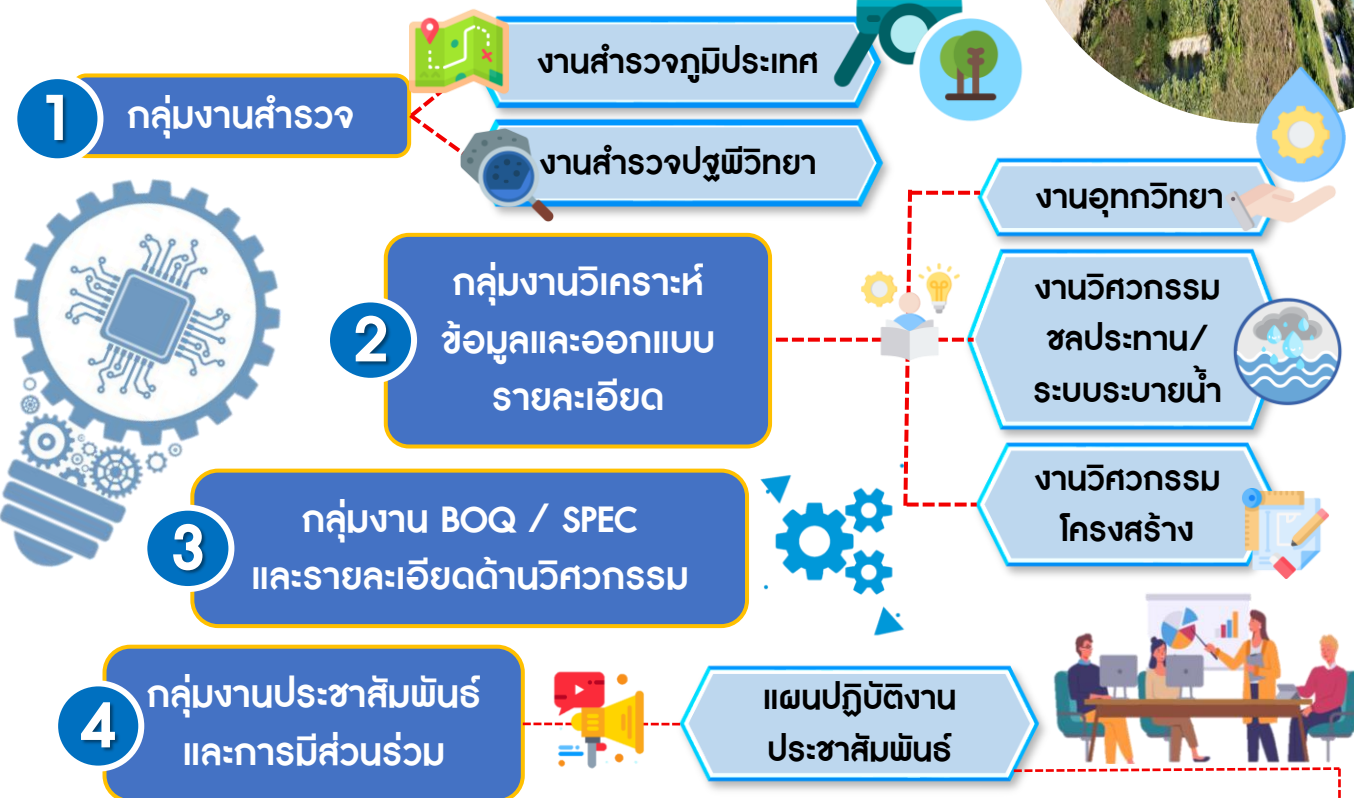 1
กลุ่มงานสำรวจ
งานสำรวจภูมิประเทศ
งานสำรวจปฐพีวิทยา
2
กลุ่มงานวิเคราะห์
ข้อมูลและออกแบบ
รายละเอียด
งานอุทกวิทยา
งานวิศวกรรม
ชลประทาน/
ระบบระบายน้ำ
งานวิศวกรรม
โครงสร้าง
3
กลุ่มงาน BOQ / SPEC
และรายละเอียดด้านวิศวกรรม
4
กลุ่มงานประชาสัมพันธ์
และการมีส่วนร่วม
แผนปฏิบัติงาน
ประชาสัมพันธ์